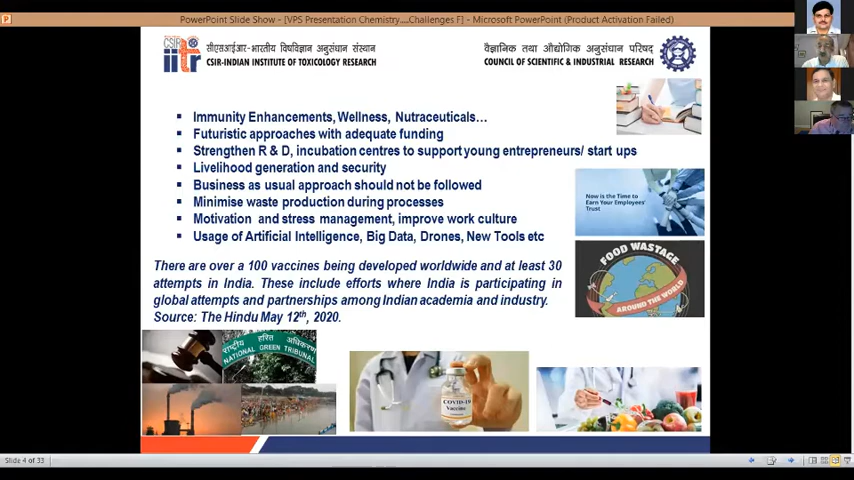 PowerPoint Slide Show - [VPS Presentation Chemistry....Challenges F] - Microsoft PowerPoint (Product Activation Failed)
CSIR
iitr
सीएसआईआर-भारतीय विषविज्ञान अनुसंधान संस्थान
CSIR-INDIAN INSTITUTE OF TOXICOLOGY RESEARCH
वैज्ञानिक तथा औद्योगिक अनुसंधान परिषद्
COUNCIL OF SCIENTIFIC & INDUSTRIAL RESEARCH
Immunity Enhancements, Wellness, Nutraceuticals…
Futuristic approaches with adequate funding
Strengthen R & D, incubation centres to support young entrepreneurs/ start ups
Livelihood generation and security
Business as usual approach should not be followed
Minimise waste production during processes
Motivation and stress management, improve work culture
Usage of Artificial Intelligence, Big Data, Drones, New Tools etc
Now is the Time to
Earn Your Employees'
Trust
FOOD WASTAGE
AROUND THE WORLD
There are over a 100 vaccines being developed worldwide and at least 30
attempts in India. These include efforts where India is participating in
global attempts and partnerships among Indian academia and industry.
Source: The Hindu May 12th, 2020.
राष्ट्रीय हरित अधिकरण
NATIONAL GREEN TRIBUNAL
COVID-19
Vaccine
Slide 4 of 33